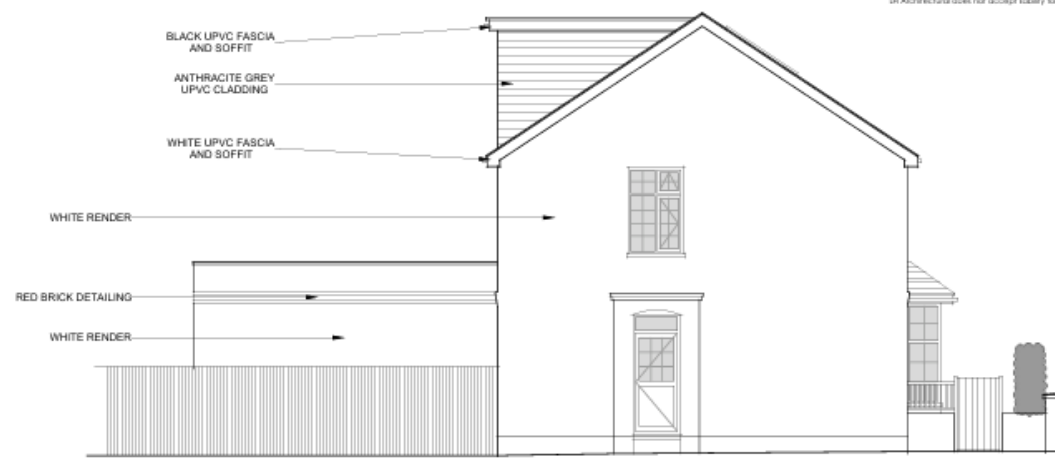 BLACK UPVC FASCIA
AND SOFFIT
ANTHRACITE GREY
UPVC CLADDING
WHITE UPVC FASCIA
AND SOFFIT
WHITE RENDER
RED BRICK DETAILING
WHITE RENDER